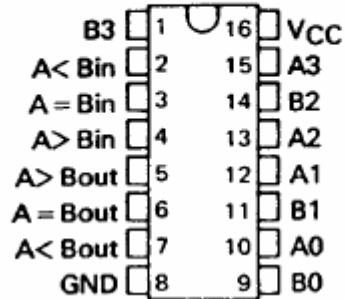 B3 1 16 VCC
A< Bin 2 15 A3
A = Bin 3 14 B2
A> Bin 4 13 A2
A> Bout 5 12 A1
A = Bout 6 11 B1
A< Bout 7 10 A0
GND 8 9 B0